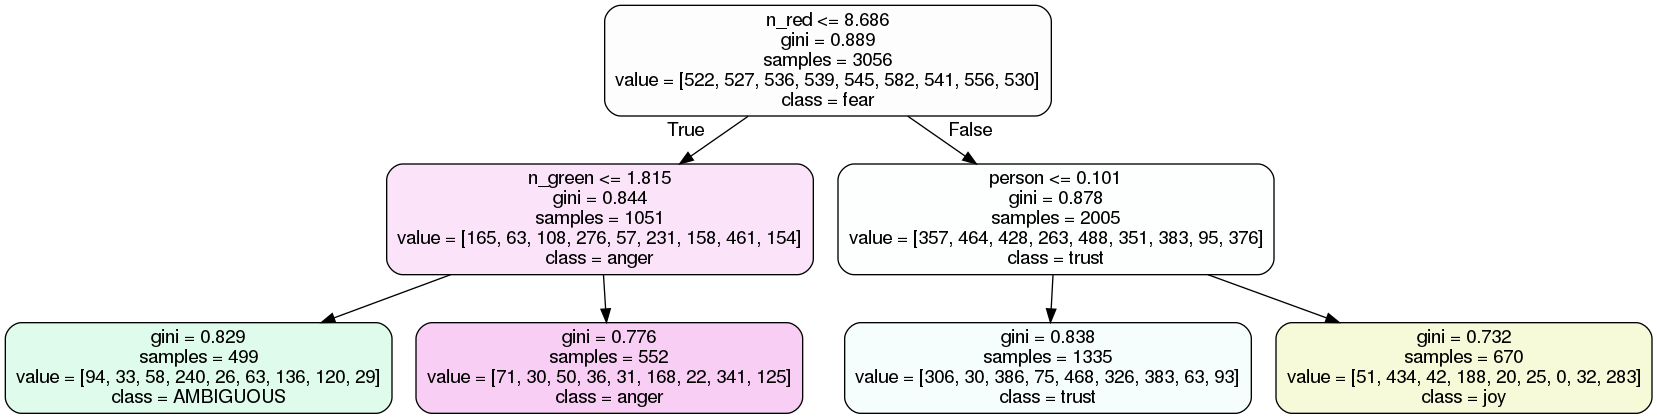 n_red <= 8.686
gini = 0.889
samples = 3056
value = [522, 527, 536, 539, 545, 582, 541, 556, 530]
class = fear
True
False
n_green <= 1.815
gini = 0.844
samples = 1051
value = [165, 63, 108, 276, 57, 231, 158, 461, 154]
class = anger
person <= 0.101
gini = 0.878
samples = 2005
value = [357, 464, 428, 263, 488, 351, 383, 95, 376]
class = trust
gini = 0.829
samples = 499
value = [94, 33, 58, 240, 26, 63, 136, 120, 29]
class = AMBIGUOUS
gini = 0.776
samples = 552
value = [71, 30, 50, 36, 31, 168, 22, 341, 125]
class = anger
gini = 0.838
samples = 1335
value = [306, 30, 386, 75, 468, 326, 383, 63, 93]
class = trust
gini = 0.732
samples = 670
value = [51, 434, 42, 188, 20, 25, 0, 32, 283]
class = joy